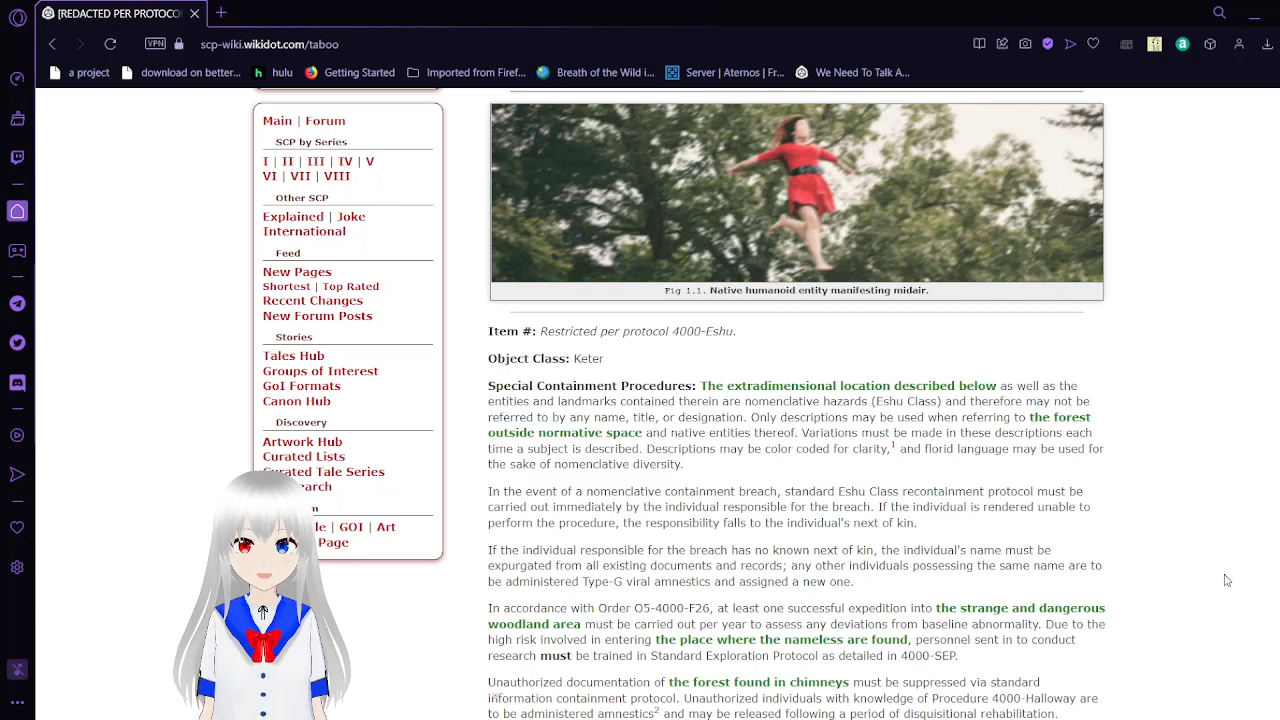 [REDACTED PER PROTOCO
VPN
scp-wiki.wikidot.com/taboo
a project
download on better...
h
hulu
Getting Started
Imported from Firef...
Breath of the Wild i...
Server | Aternos | Fr...
We Need To Talk A...
Main | Forum
SCP by Series
I | II | III | IV | V
VI | VII | VIII
Other SCP
Explained | Joke
International
Feed
New Pages
Shortest | Top Rated
Recent Changes
New Forum Posts
Stories
Tales Hub
Groups of Interest
GoI Formats
Canon Hub
Discovery
Artwork Hub
Curated Lists
Curated Tale Series
earch
m
le | GOI | Art
Page
Fig 1.1. Native humanoid entity manifesting midair.
Item #: Restricted per protocol 4000-Eshu.
Object Class: Keter
Special Containment Procedures: The extradimensional location described below as well as the
entities and landmarks contained therein are nomenclative hazards (Eshu Class) and therefore may not be
referred to by any name, title, or designation. Only descriptions may be used when referring to the forest
outside normative space and native entities thereof. Variations must be made in these descriptions each
time a subject is described. Descriptions may be color coded for clarity,1 and florid language may be used for
the sake of nomenclative diversity.
In the event of a nomenclative containment breach, standard Eshu Class recontainment protocol must be
carried out immediately by the individual responsible for the breach. If the individual is rendered unable to
perform the procedure, the responsibility falls to the individual's next of kin.
If the individual responsible for the breach has no known next of kin, the individual's name must be
expurgated from all existing documents and records; any other individuals possessing the same name are to
be administered Type-G viral amnestics and assigned a new one.
In accordance with Order O5-4000-F26, at least one successful expedition into the strange and dangerous
woodland area must be carried out per year to assess any deviations from baseline abnormality. Due to the
high risk involved in entering the place where the nameless are found, personnel sent in to conduct
research must be trained in Standard Exploration Protocol as detailed in 4000-SEP.
Unauthorized documentation of the forest found in chimneys must be suppressed via standard
information containment protocol. Unauthorized individuals with knowledge of Procedure 4000-Halloway are
to be administered amnestics2 and may be released following a period of disquisitional rehabilitation.